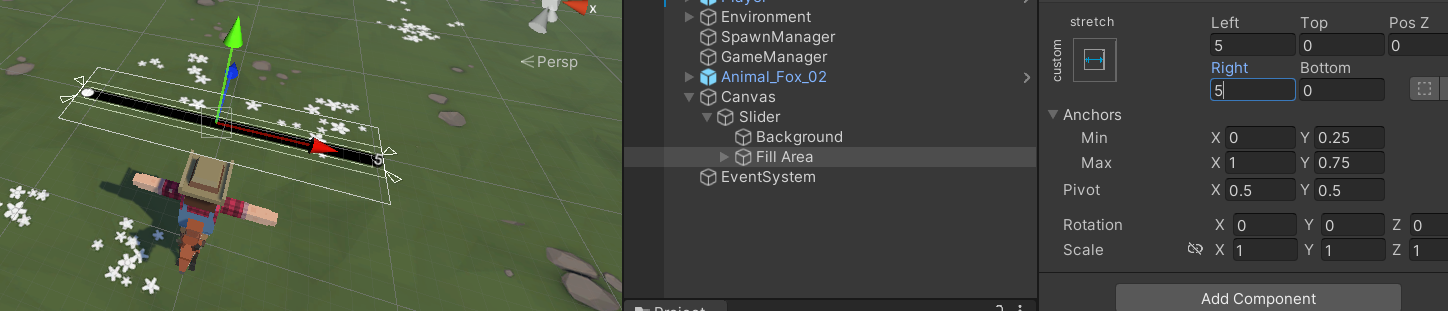 x
Persp
Player
Environment
SpawnManager
GameManager
Animal_Fox_02
Canvas
Slider
Background
Fill Area
EventSystem
Project
stretch
custom
Left Top Pos Z
5 0 0
Right Bottom
5 0
Anchors
Min X 0 Y 0.25
Max X 1 Y 0.75
Pivot X 0.5 Y 0.5
Rotation X 0 Y 0 Z 0
Scale X 1 Y 1 Z 1
Add Component